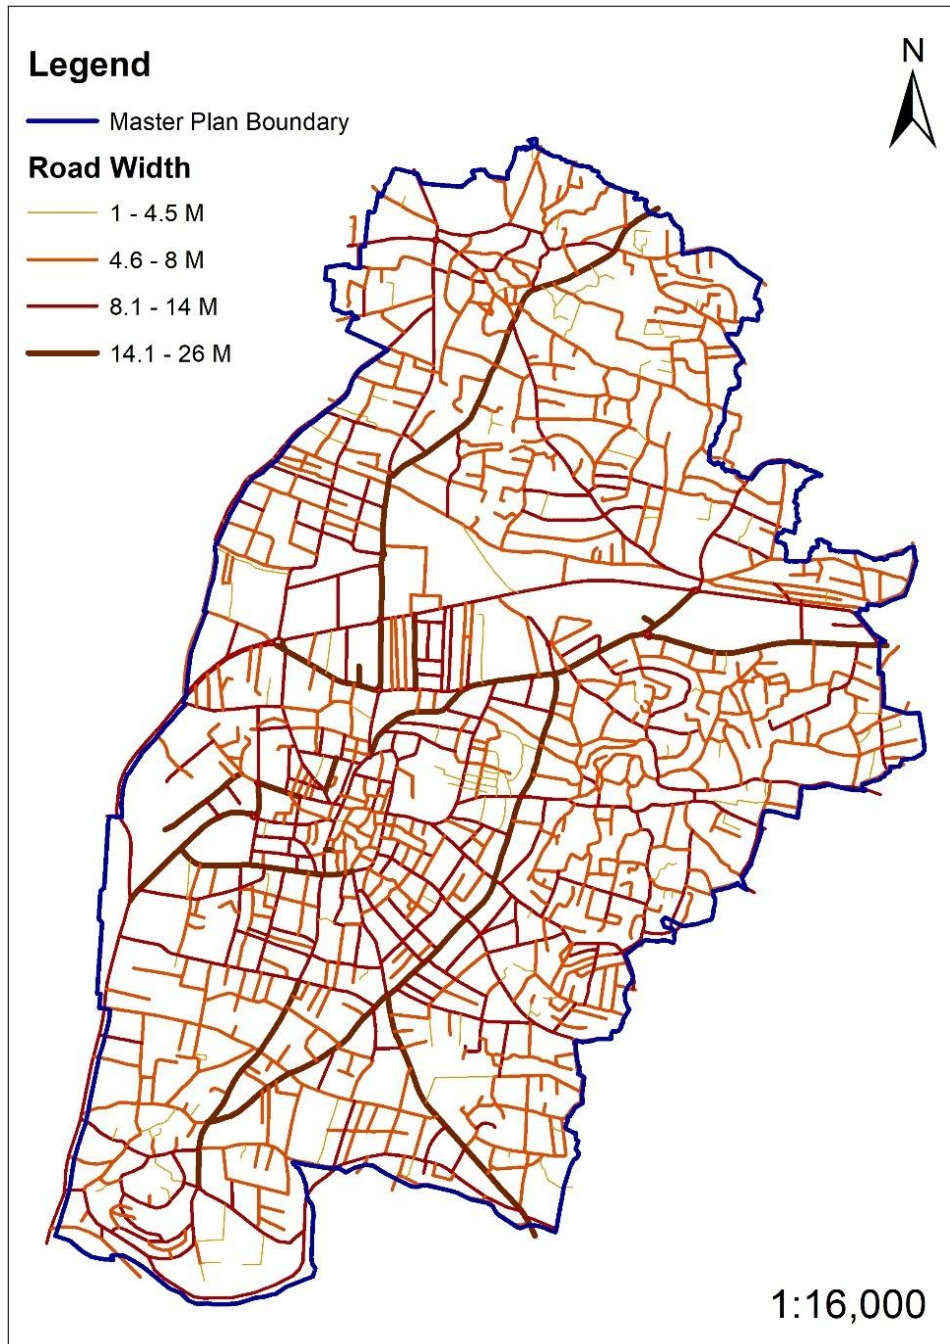 Legend
N
Master Plan Boundary
Road Width
1 - 4.5 M
4.6 - 8 M
8.1 - 14 M
14.1 - 26 M
1:16,000